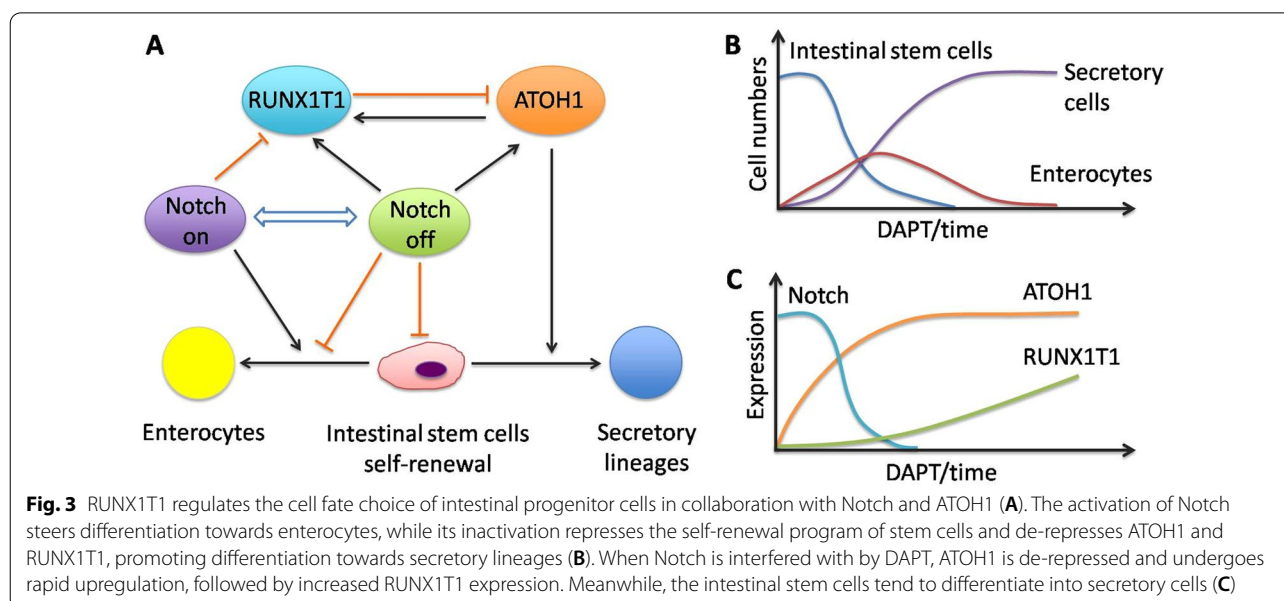 A
RUNX1T1
ATOH1
Notch
on
Notch
off
Enterocytes
Intestinal stem cells
self-renewal
Secretory
lineages
B
Cell numbers
Intestinal stem cells
Secretory
cells
Enterocytes
DAPT/time
C
Expression
Notch
ATOH1
RUNX1T1
DAPT/time
Fig. 3 RUNX1T1 regulates the cell fate choice of intestinal progenitor cells in collaboration with Notch and ATOH1 (A). The activation of Notch
steers differentiation towards enterocytes, while its inactivation represses the self-renewal program of stem cells and de-represses ATOH1 and
RUNX1T1, promoting differentiation towards secretory lineages (B). When Notch is interfered with by DAPT, ATOH1 is de-repressed and undergoes
rapid upregulation, followed by increased RUNX1T1 expression. Meanwhile, the intestinal stem cells tend to differentiate into secretory cells (C)